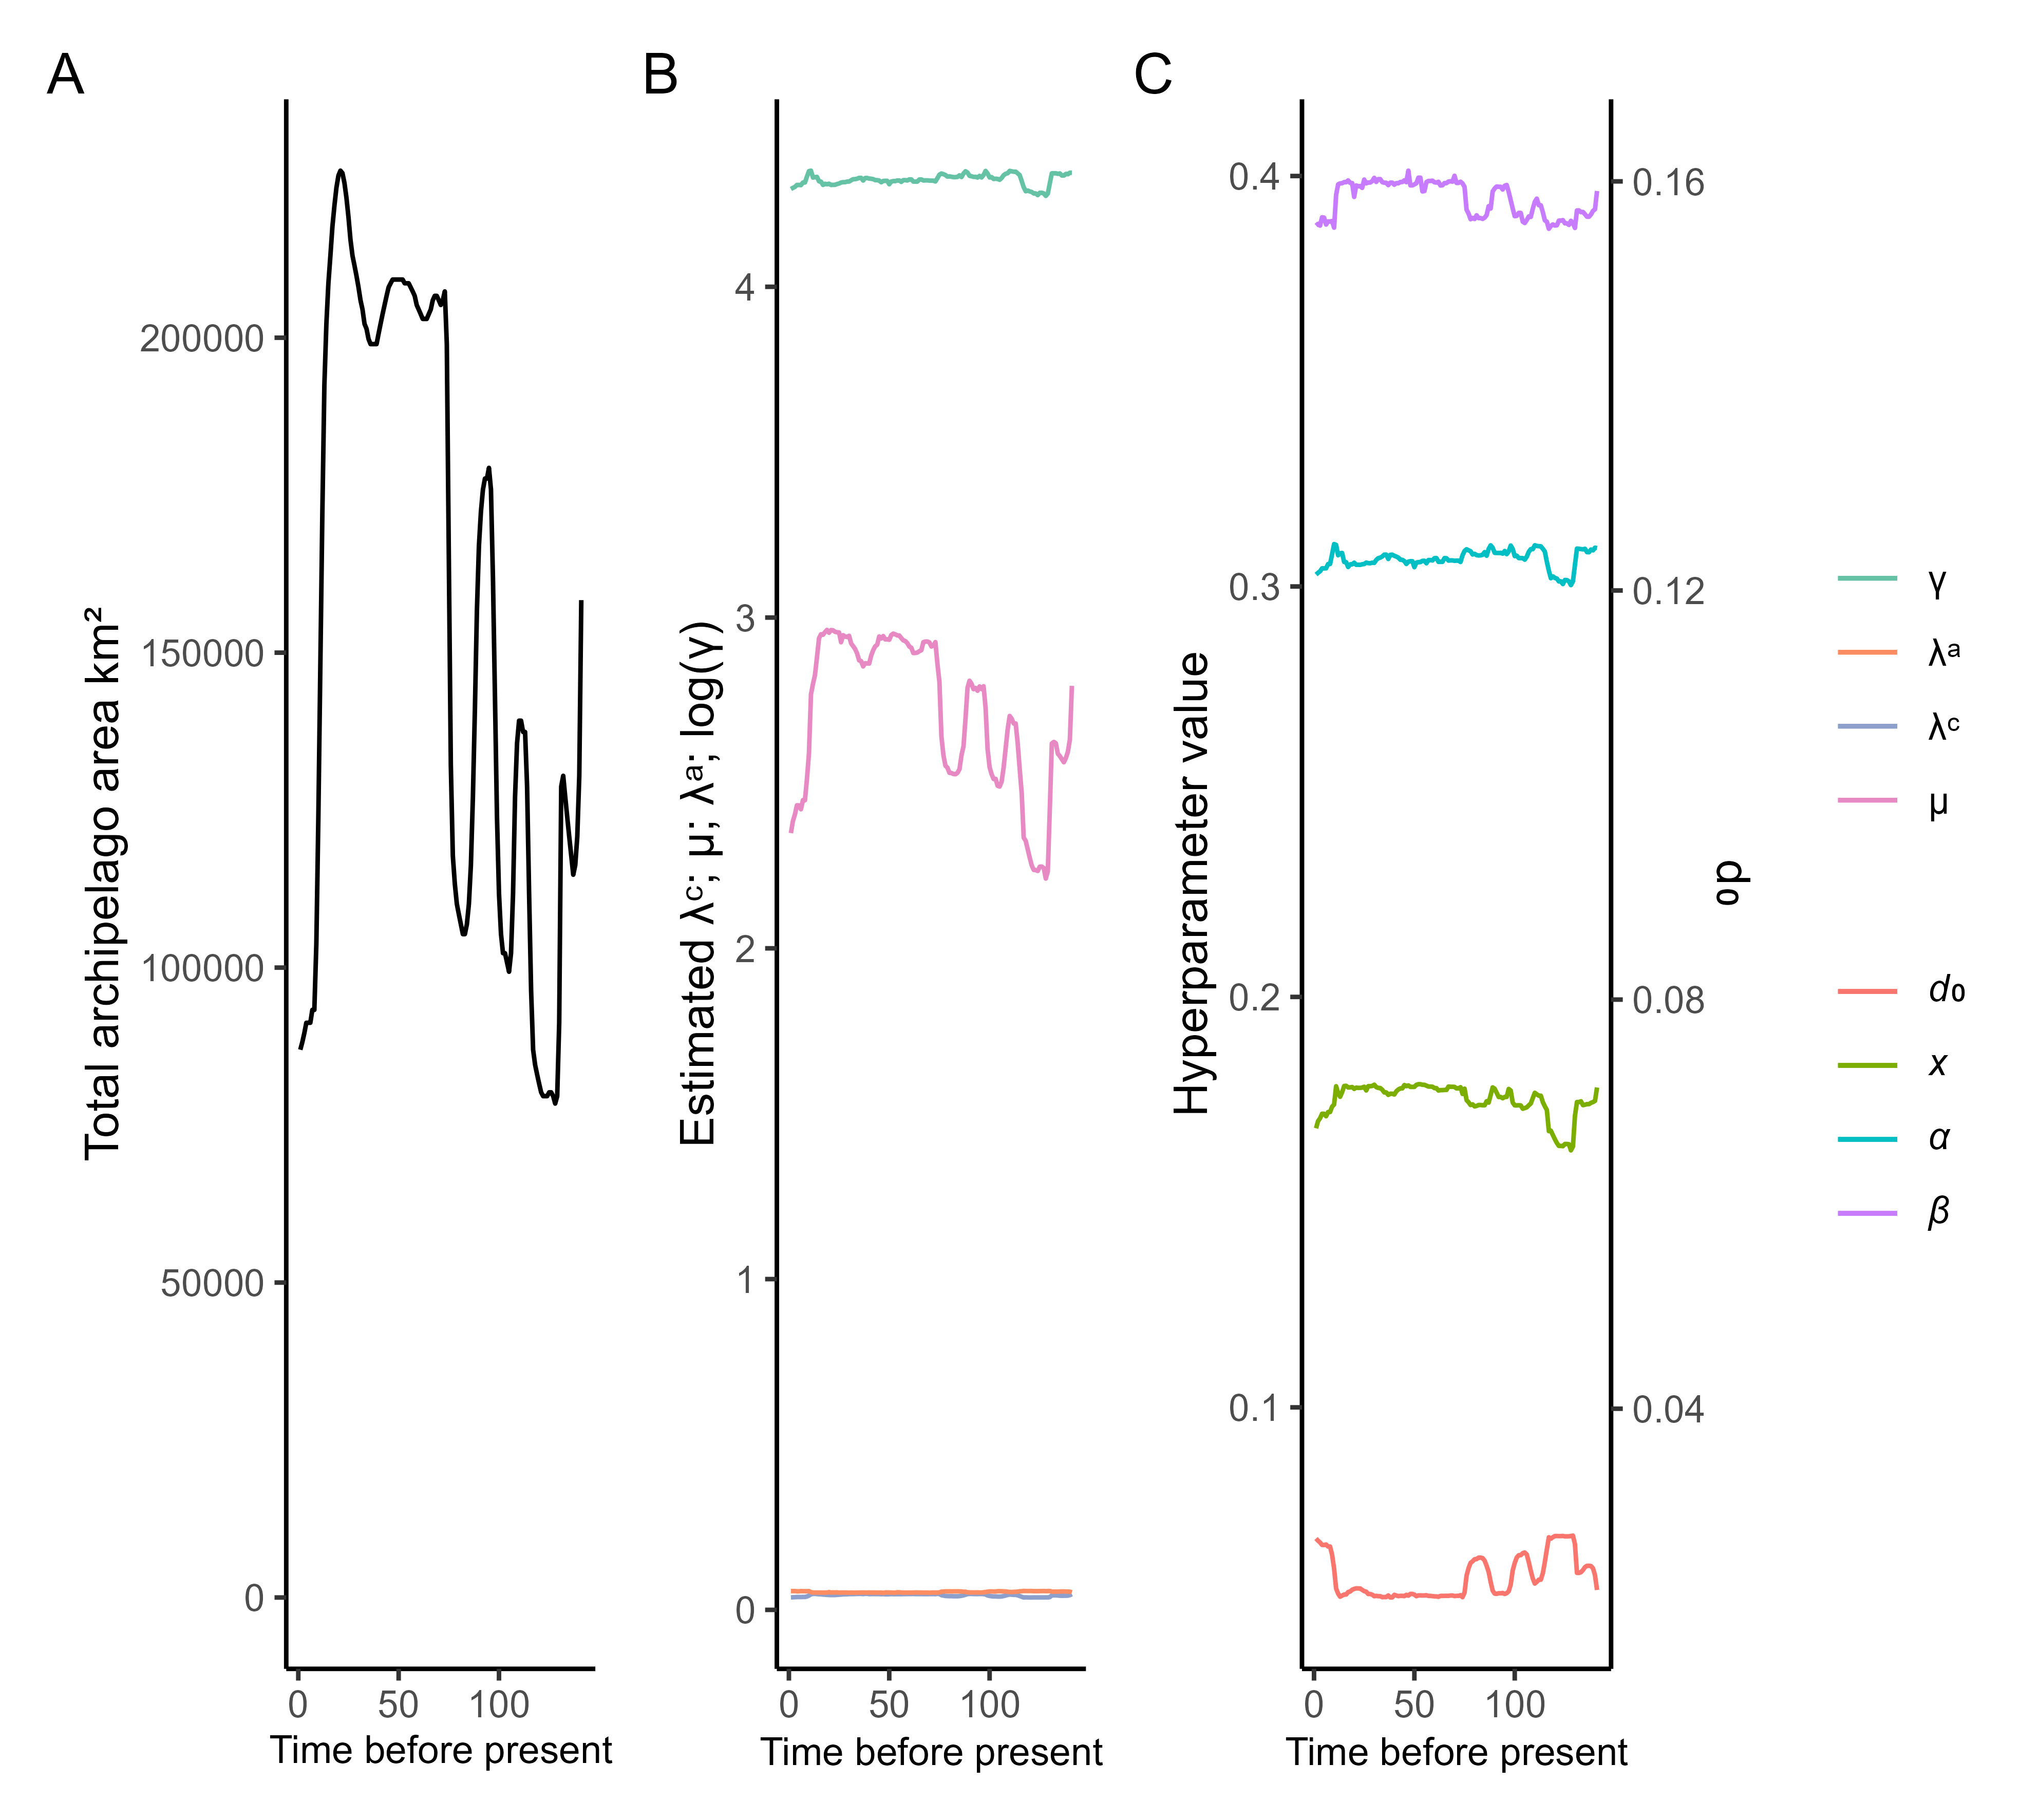 A
B
C
Total archipelago area km²
200000
150000
100000
50000
0
0
50
100
Time before present
Estimated λᶜ; μ; λᵃ; log(γ)
4
3
2
1
0
0
50
100
Time before present
Hyperparameter value
0.4
0.3
0.2
0.1
0
50
100
Time before present
0.16
0.12
0.08
0.04
d₀
γ
λᵃ
λᶜ
μ
d₀
x
α
β